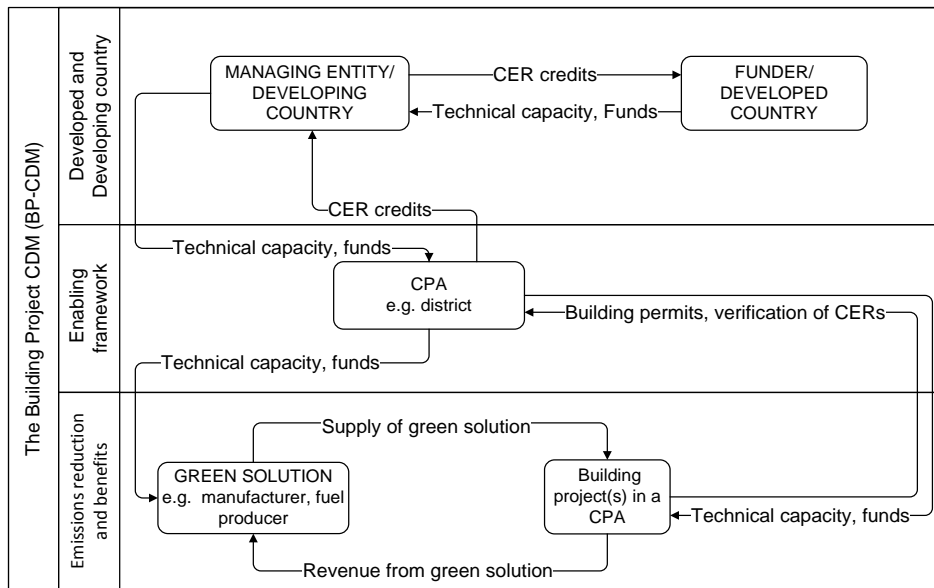 The Building Project CDM (BP-CDM)
Developed and
Developing country
MANAGING ENTITY/
DEVELOPING
COUNTRY
CER credits
FUNDER/
DEVELOPED
COUNTRY
Technical capacity, Funds
CER credits
Enabling
framework
Technical capacity, funds
CPA
e.g. district
Building permits, verification of CERs
Technical capacity, funds
Emissions reduction
and benefits
Supply of green solution
GREEN SOLUTION
e.g. manufacturer, fuel
producer
Building
project(s) in a
CPA
Technical capacity, funds
Revenue from green solution